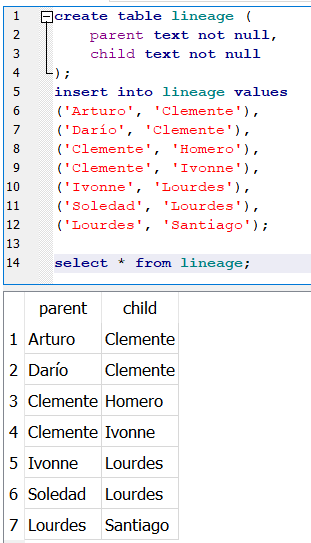 1 create table lineage (
2 parent text not null,
3 child text not null
4 );
5 insert into lineage values
6 ('Arturo', 'Clemente'),
7 ('Darío', 'Clemente'),
8 ('Clemente', 'Homero'),
9 ('Clemente', 'Ivonne'),
10 ('Ivonne', 'Lourdes'),
11 ('Soledad', 'Lourdes'),
12 ('Lourdes', 'Santiago');
13
14 select * from lineage;
parent child
1 Arturo Clemente
2 Darío Clemente
3 Clemente Homero
4 Clemente Ivonne
5 Ivonne Lourdes
6 Soledad Lourdes
7 Lourdes Santiago